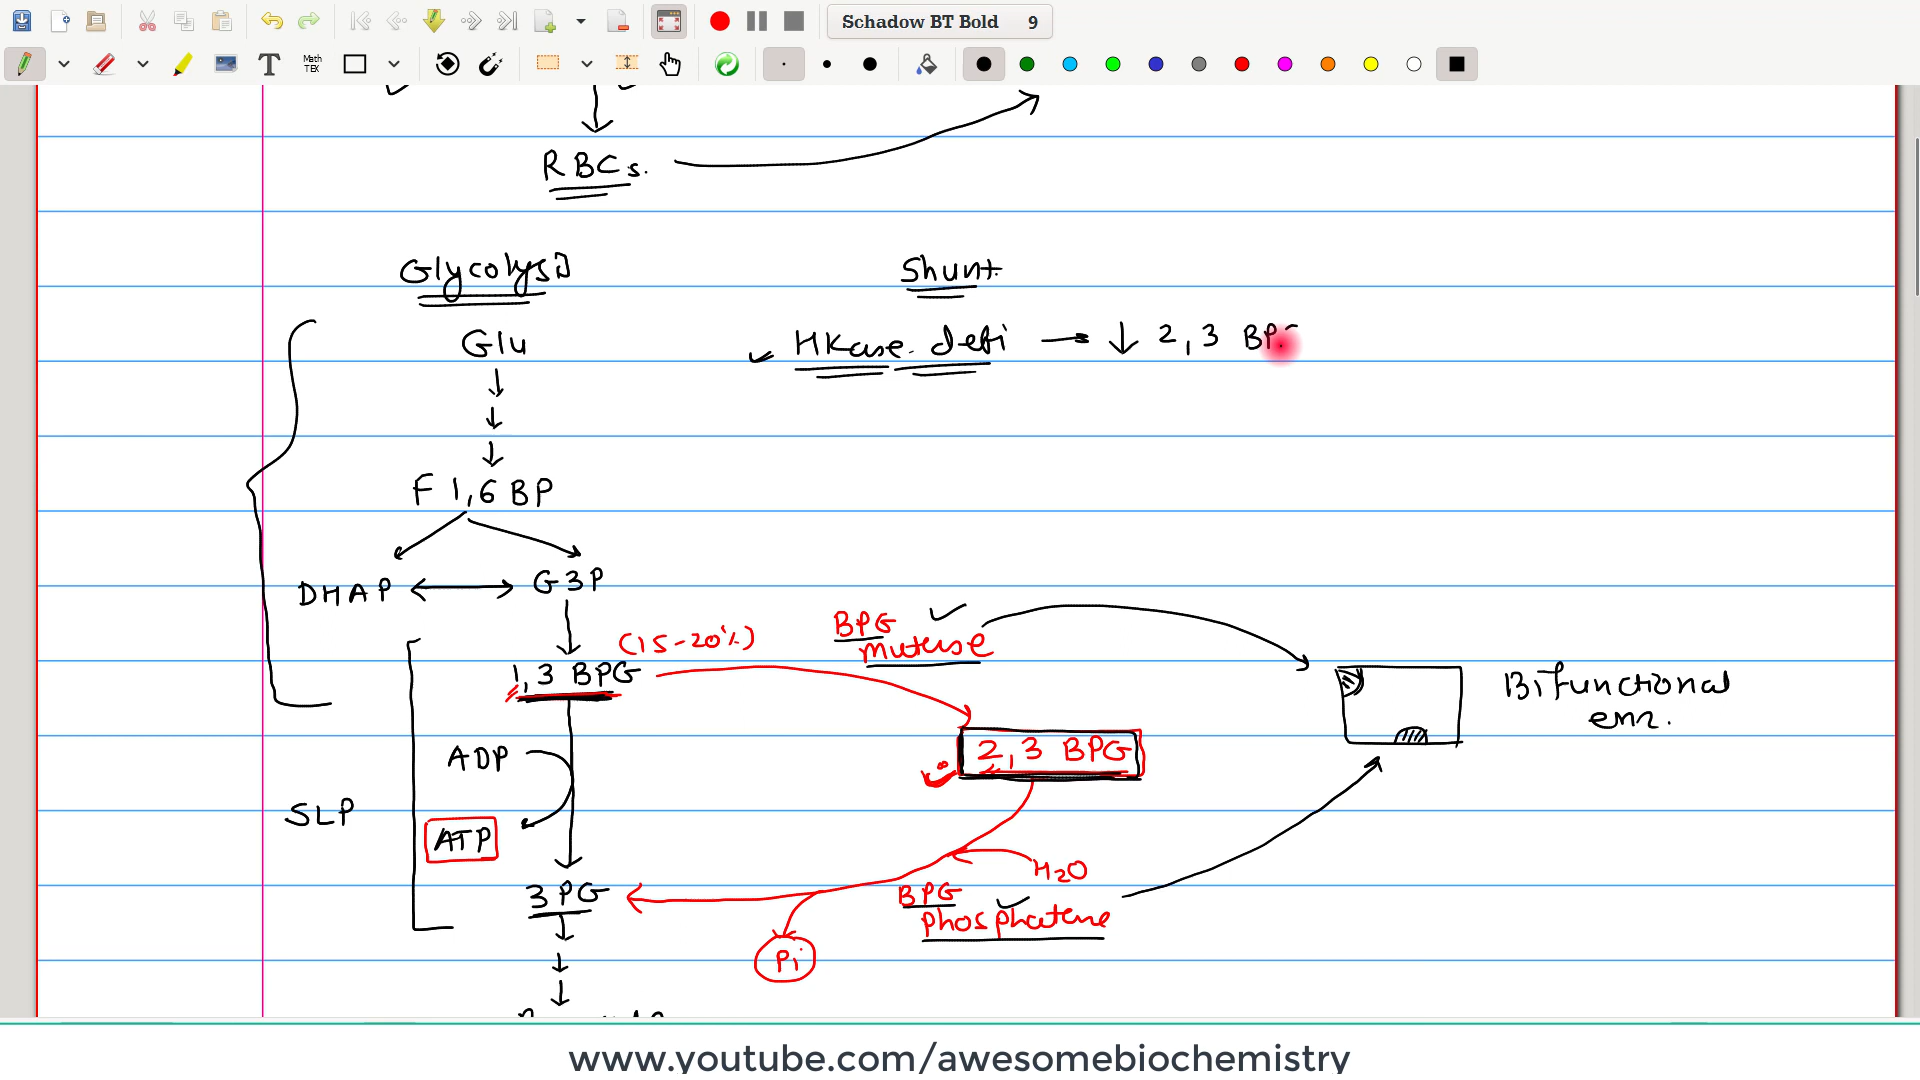 Schadow BT Bold 9
T Math TEX
RBCs.
Glycolysis
Shunt
Glu
HKase. defi → ↓ 2,3 BPG
F 1,6 BP
DHAP ↔ G3P
(15-20%)
BPG mutase
1,3 BPG
2,3 BPG
Bifunctional
enz.
ADP
SLP
ATP
H2O
3PG
BPG
phosphatase
Pi
www.youtube.com/awesomebiochemistry